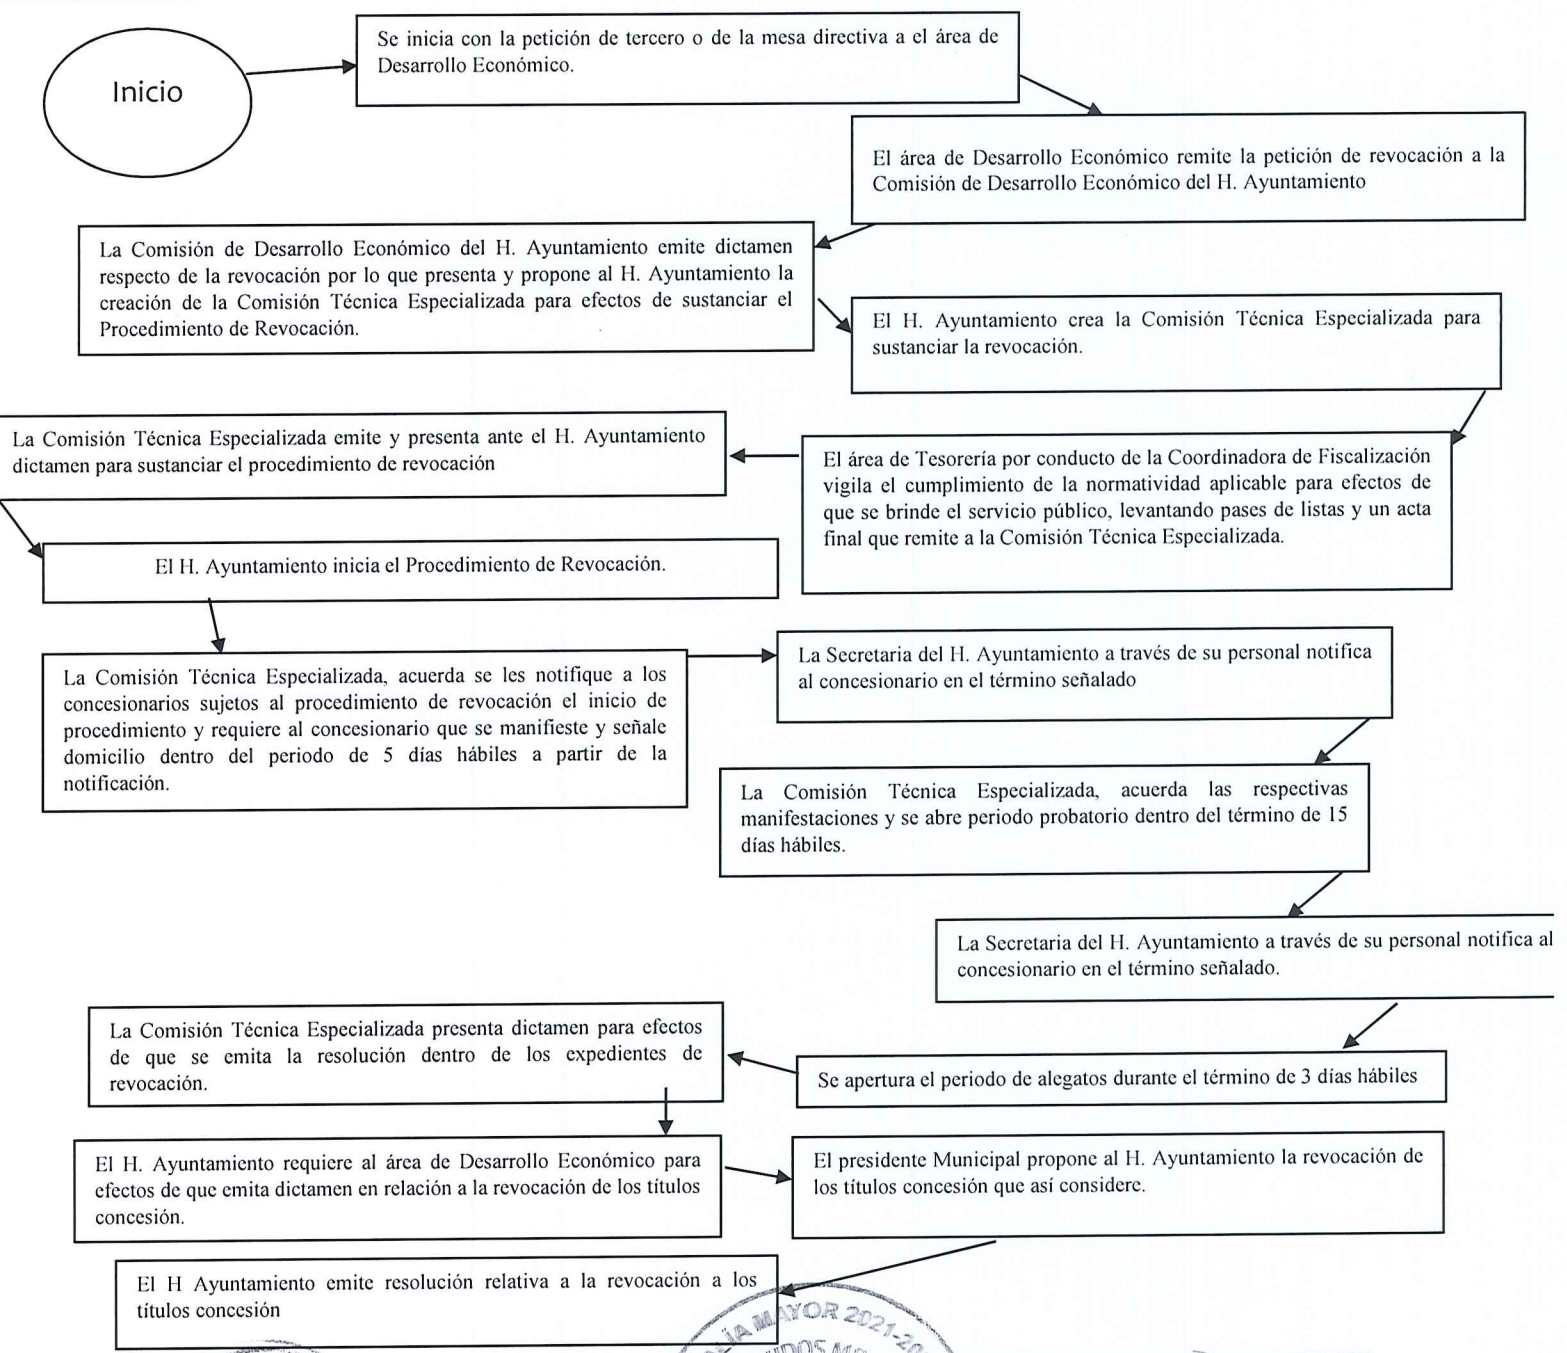 Inicio
Se inicia con la petición de tercero o de la mesa directiva a el área de
Desarrollo Económico.
El área de Desarrollo Económico remite la petición de revocación a la
Comisión de Desarrollo Económico del H. Ayuntamiento
La Comisión de Desarrollo Económico del H. Ayuntamiento emite dictamen
respecto de la revocación por lo que presenta y propone al H. Ayuntamiento la
creación de la Comisión Técnica Especializada para efectos de sustanciar el
Procedimiento de Revocación.
El H. Ayuntamiento crea la Comisión Técnica Especializada para
sustanciar la revocación.
El área de Tesorería por conducto de la Coordinadora de Fiscalización
vigila el cumplimiento de la normatividad aplicable para efectos de
que se brinde el servicio público, levantando pases de listas y un acta
final que remite a la Comisión Técnica Especializada.
La Comisión Técnica Especializada emite y presenta ante el H. Ayuntamiento
dictamen para sustanciar el procedimiento de revocación
El H. Ayuntamiento inicia el Procedimiento de Revocación.
La Comisión Técnica Especializada, acuerda se les notifique a los
concesionarios sujetos al procedimiento de revocación el inicio de
procedimiento y requiere al concesionario que se manifieste y señale
domicilio dentro del periodo de 5 días hábiles a partir de la
notificación.
La Secretaria del H. Ayuntamiento a través de su personal notifica
al concesionario en el término señalado
La Comisión Técnica Especializada, acuerda las respectivas
manifestaciones y se abre periodo probatorio dentro del término de 15
días hábiles.
La Secretaria del H. Ayuntamiento a través de su personal notifica al
concesionario en el término señalado.
Se apertura el periodo de alegatos durante el término de 3 días hábiles
La Comisión Técnica Especializada presenta dictamen para efectos
de que se emita la resolución dentro de los expedientes de
revocación.
El H. Ayuntamiento requiere al área de Desarrollo Económico para
efectos de que emita dictamen en relación a la revocación de los títulos
concesión.
El presidente Municipal propone al H. Ayuntamiento la revocación de
los títulos concesión que así considere.
El H Ayuntamiento emite resolución relativa a la revocación a los
títulos concesión
MAYOR 2021-20